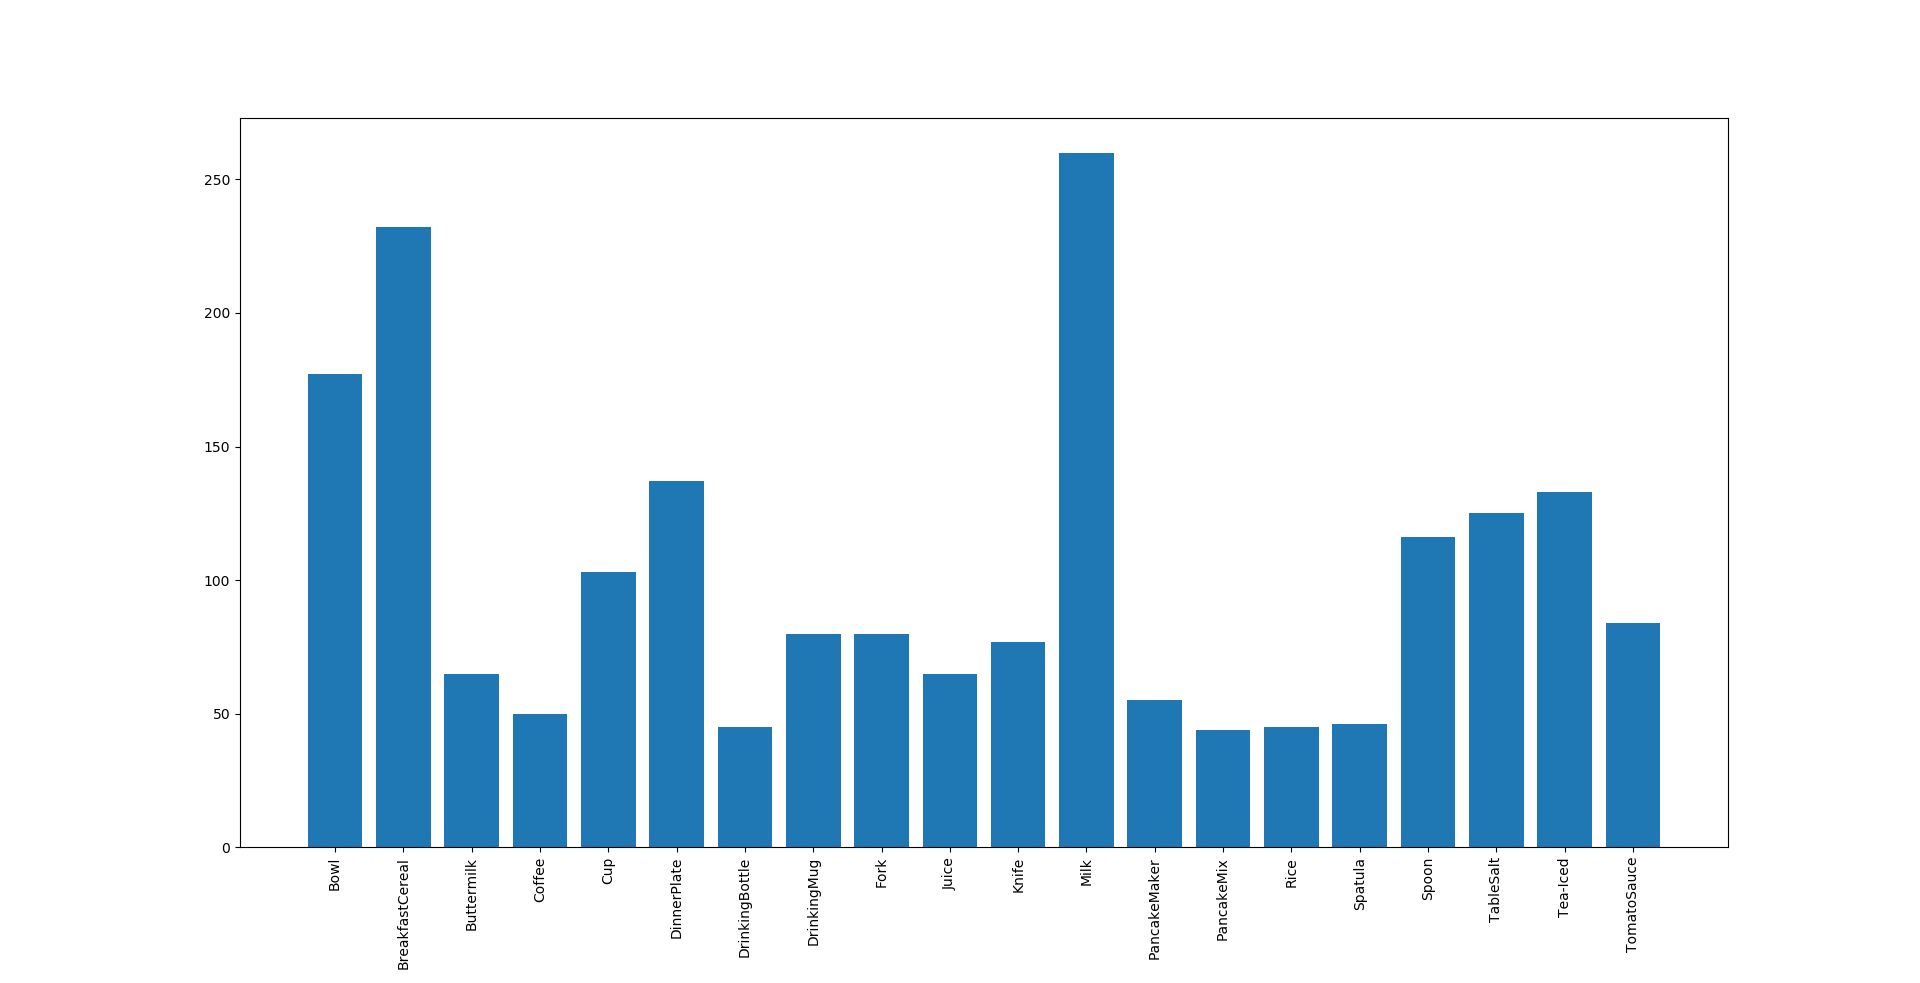 250
200
150
100
50
0
Bowl
BreakfastCereal
Buttermilk
Coffee
Cup
DinnerPlate
DrinkingBottle
DrinkingMug
Fork
Juice
Knife
Milk
PancakeMaker
PancakeMix
Rice
Spatula
Spoon
TableSalt
Tea-Iced
TomatoSauce